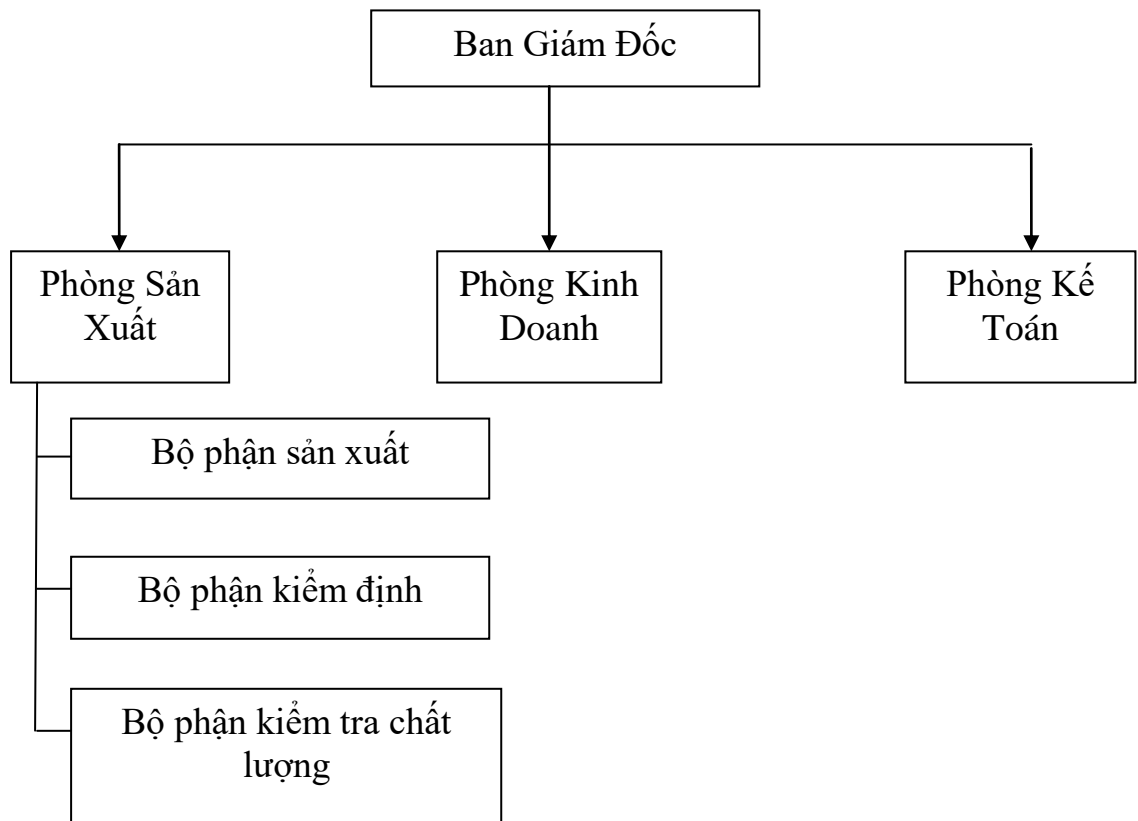 Ban Giám Đốc
Phòng Sản
Xuất
Phòng Kinh
Doanh
Phòng Kế
Toán
Bộ phận sản xuất
Bộ phận kiểm định
Bộ phận kiểm tra chất
lượng